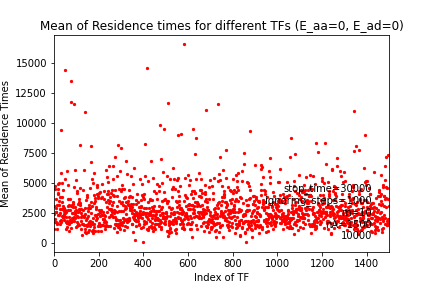 Mean of Residence times for different TFs (E_aa=0, E_ad=0)
Mean of Residence Times
15000
12500
10000
7500
5000
2500
0
stop_time=30000
10000
0 200 400 600 800 1000 1200 1400
Index of TF